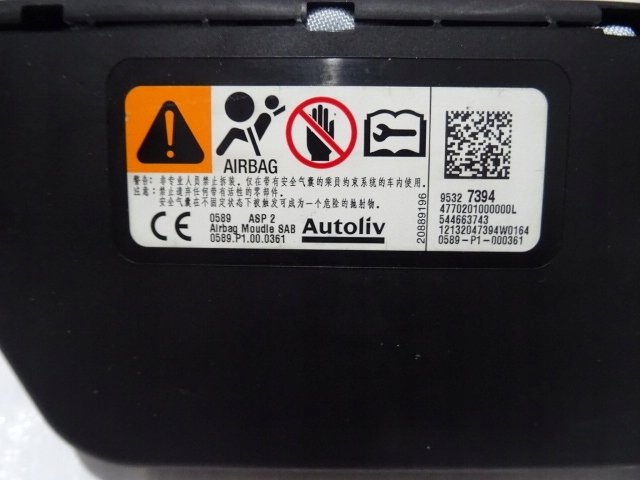 AIRBAG
警告: 非专业人员禁止拆装。仅在带有安全气囊的乘员约束系统的车内使用。
注意: 禁止遗弃任何带有活性的零部件。
安全气囊在不固定状态下被触发可成为一个危险的抛射物。
CE
0589 ASP 2
Airbag Moudle SAB
0589.P1.00.0361
Autoliv
20889196
9532 7394
4770201000000L
544663743
12132047394W0164
0589-P1-000361